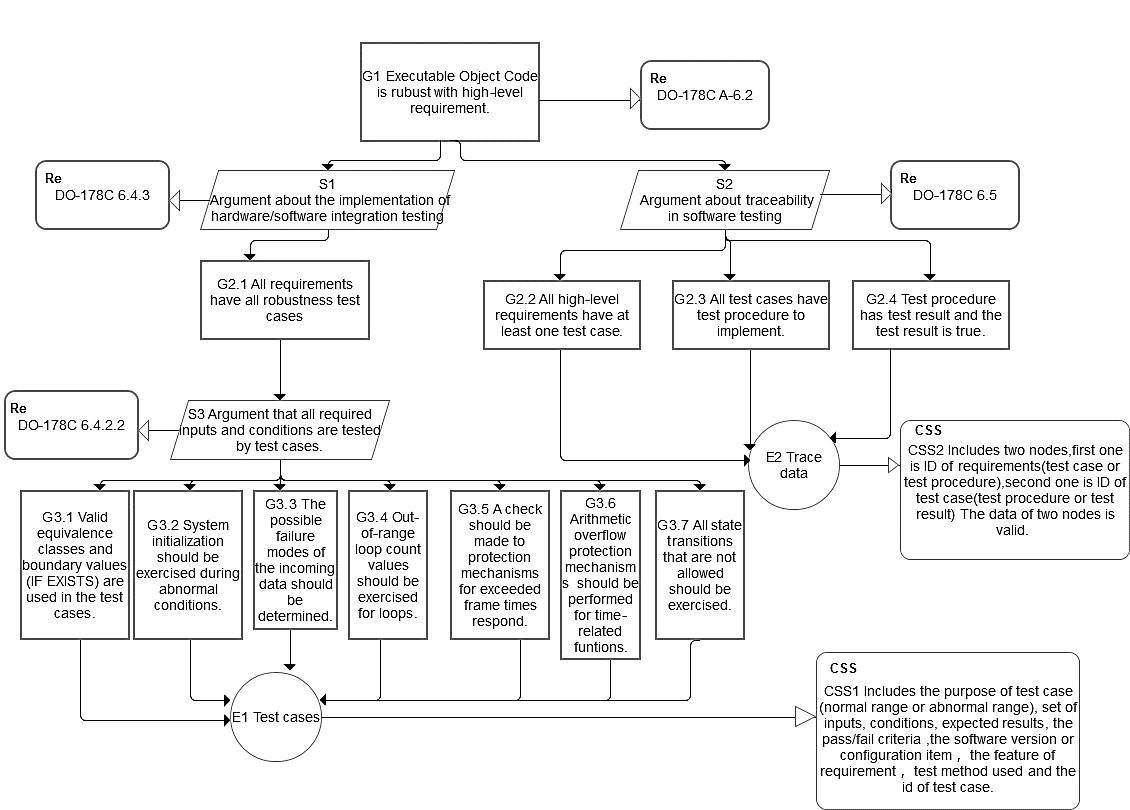 G1 Executable Object Code
is rubust with high-level
requirement.
Re
DO-178C A-6.2
Re
DO-178C 6.4.3
S1
Argument about the implementation of
hardware/software integration testing
S2
Argument about traceability
in software testing
Re
DO-178C 6.5
G2.1 All requirements
have all robustness test
cases
G2.2 All high-level
requirements have at
least one test case.
G2.3 All test cases have
test procedure to
implement.
G2.4 Test procedure
has test result and the
test result is true.
Re
DO-178C 6.4.2.2
S3 Argument that all required
inputs and conditions are tested
by test cases.
E2 Trace
data
CSS
CSS2 Includes two nodes,first one
is ID of requirements(test case or
test procedure),second one is ID of
test case(test procedure or test
result) The data of two nodes is
valid.
G3.1 Valid
equivalence
classes and
boundary values
(IF EXISTS) are
used in the test
cases.
G3.2 System
initialization
should be
exercised during
abnormal
conditions.
G3.3 The
possible
failure
modes of
the incoming
data should
be
determined.
G3.4 Out-
of-range
loop count
values
should be
exercised
for loops.
G3.5 A check
should be
made to
protection
mechanisms
for exceeded
frame times
respond.
G3.6
Arithmetic
overflow
protection
mechanism
s should be
performed
for time-
related
funtions.
G3.7 All state
transitions
that are not
allowed
should be
exercised.
E1 Test cases
CSS
CSS1 Includes the purpose of test case
(normal range or abnormal range), set of
inputs, conditions, expected results, the
pass/fail criteria ,the software version or
configuration item , the feature of
requirement , test method used and the
id of test case.